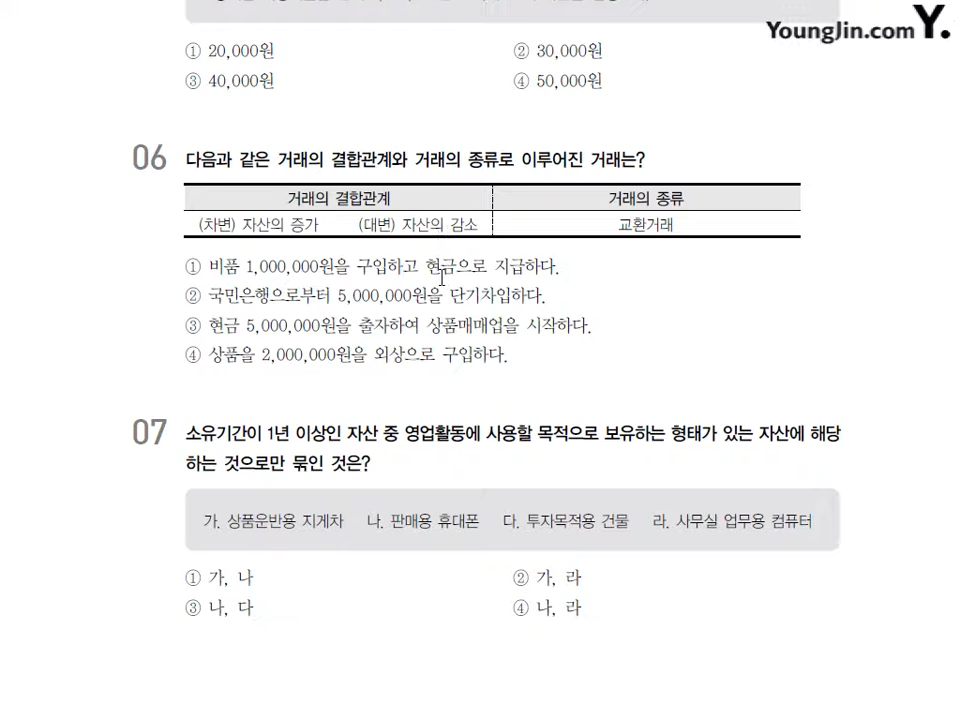 YoungJin.com Y.
① 20,000원 ② 30,000원
③ 40,000원 ④ 50,000원
06 다음과 같은 거래의 결합관계와 거래의 종류로 이루어진 거래는?
거래의 결합관계 거래의 종류
(차변) 자산의 증가 (대변) 자산의 감소 교환거래
① 비품 1,000,000원을 구입하고 현금으로 지급하다.
② 국민은행으로부터 5,000,000원을 단기차입하다.
③ 현금 5,000,000원을 출자하여 상품매매업을 시작하다.
④ 상품을 2,000,000원을 외상으로 구입하다.
07 소유기간이 1년 이상인 자산 중 영업활동에 사용할 목적으로 보유하는 형태가 있는 자산에 해당
하는 것으로만 묶인 것은?
가. 상품운반용 지게차 나. 판매용 휴대폰 다. 투자목적용 건물 라. 사무실 업무용 컴퓨터
① 가, 나 ② 가, 라
③ 나, 다 ④ 나, 라